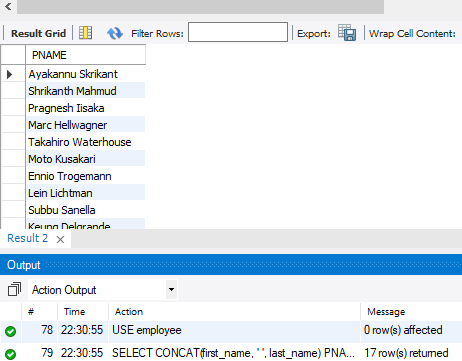 Result Grid Filter Rows: Export: Wrap Cell Content:
PNAME
Ayakannu Skrikant
Shrikanth Mahmud
Pragnesh Iisaka
Marc Hellwagner
Takahiro Waterhouse
Moto Kusakari
Ennio Trogemann
Lein Lichtman
Subbu Sanella
Keung Delgrande
Result 2 ×
Output
Action Output
# Time Action Message
78 22:30:55 USE employee 0 row(s) affected
79 22:30:55 SELECT CONCAT(first_name, ' ', last_name) PNA... 17 row(s) returned